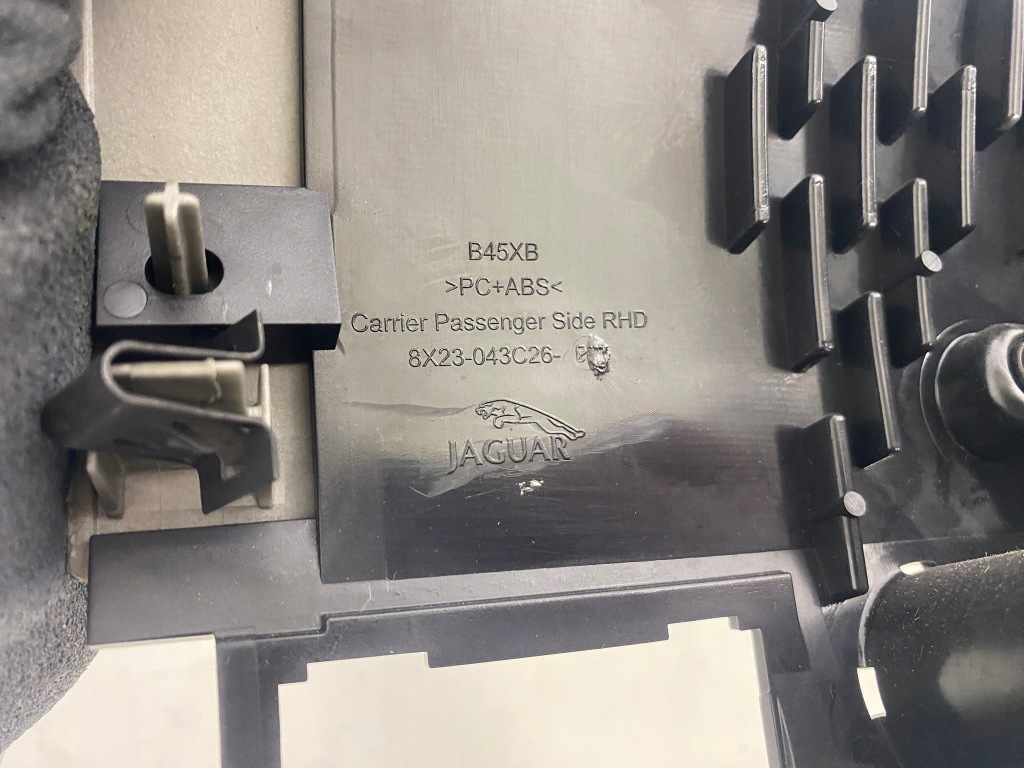 B45XB
>PC+ABS<
Carrier Passenger Side RHD
8X23-043C26-
JAGUAR